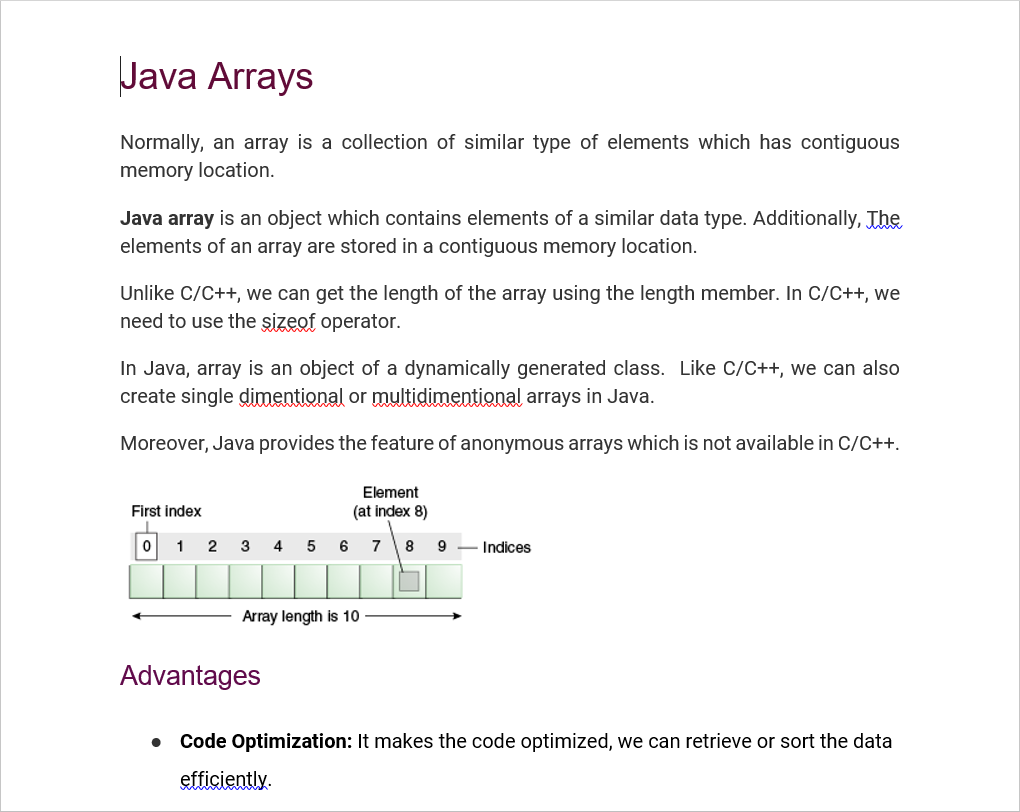 Java Arrays
Normally, an array is a collection of similar type of elements which has contiguous
memory location.
Java array is an object which contains elements of a similar data type. Additionally, The
elements of an array are stored in a contiguous memory location.
Unlike C/C++, we can get the length of the array using the length member. In C/C++, we
need to use the sizeof operator.
In Java, array is an object of a dynamically generated class.  Like C/C++, we can also
create single dimentional or multidimentional arrays in Java.
Moreover, Java provides the feature of anonymous arrays which is not available in C/C++.
Element
First index (at index 8)
0 1 2 3 4 5 6 7 8 9 Indices
Array length is 10
Advantages
● Code Optimization: It makes the code optimized, we can retrieve or sort the data
efficiently.